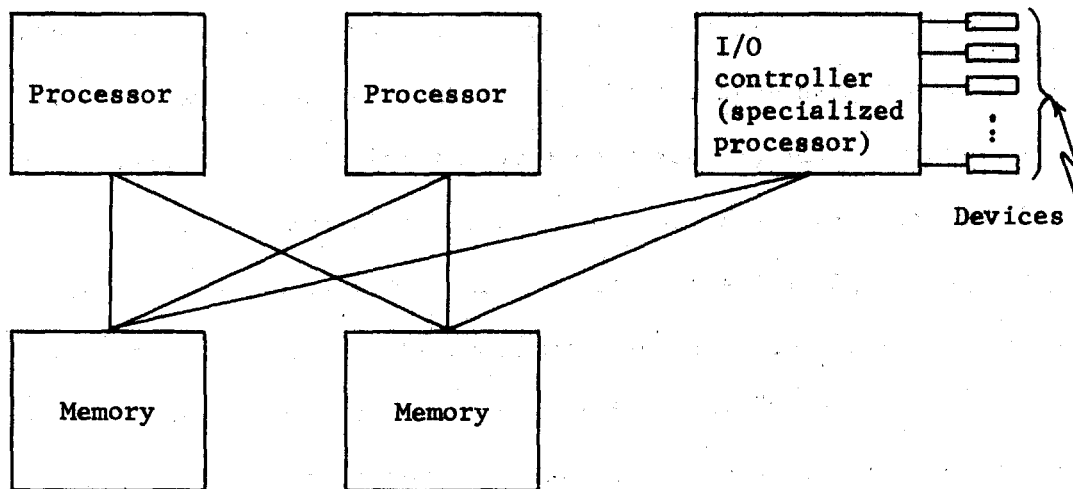 Processor
Processor
I/O
controller
(specialized
processor)
Devices
Memory
Memory